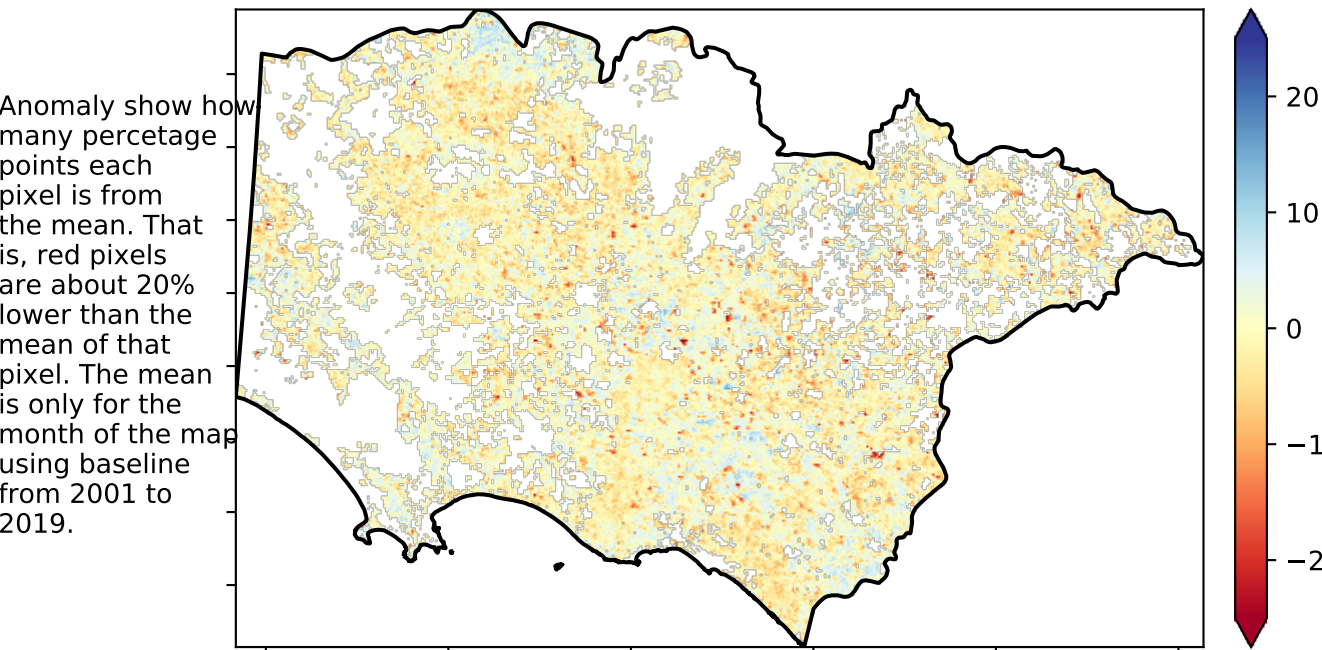 Anomaly show how
many percetage
points each
pixel is from
the mean. That
is, red pixels
are about 20%
lower than the
mean of that
pixel. The mean
is only for the
month of the map
using baseline
from 2001 to
2019.
20
10
0
−1
−2